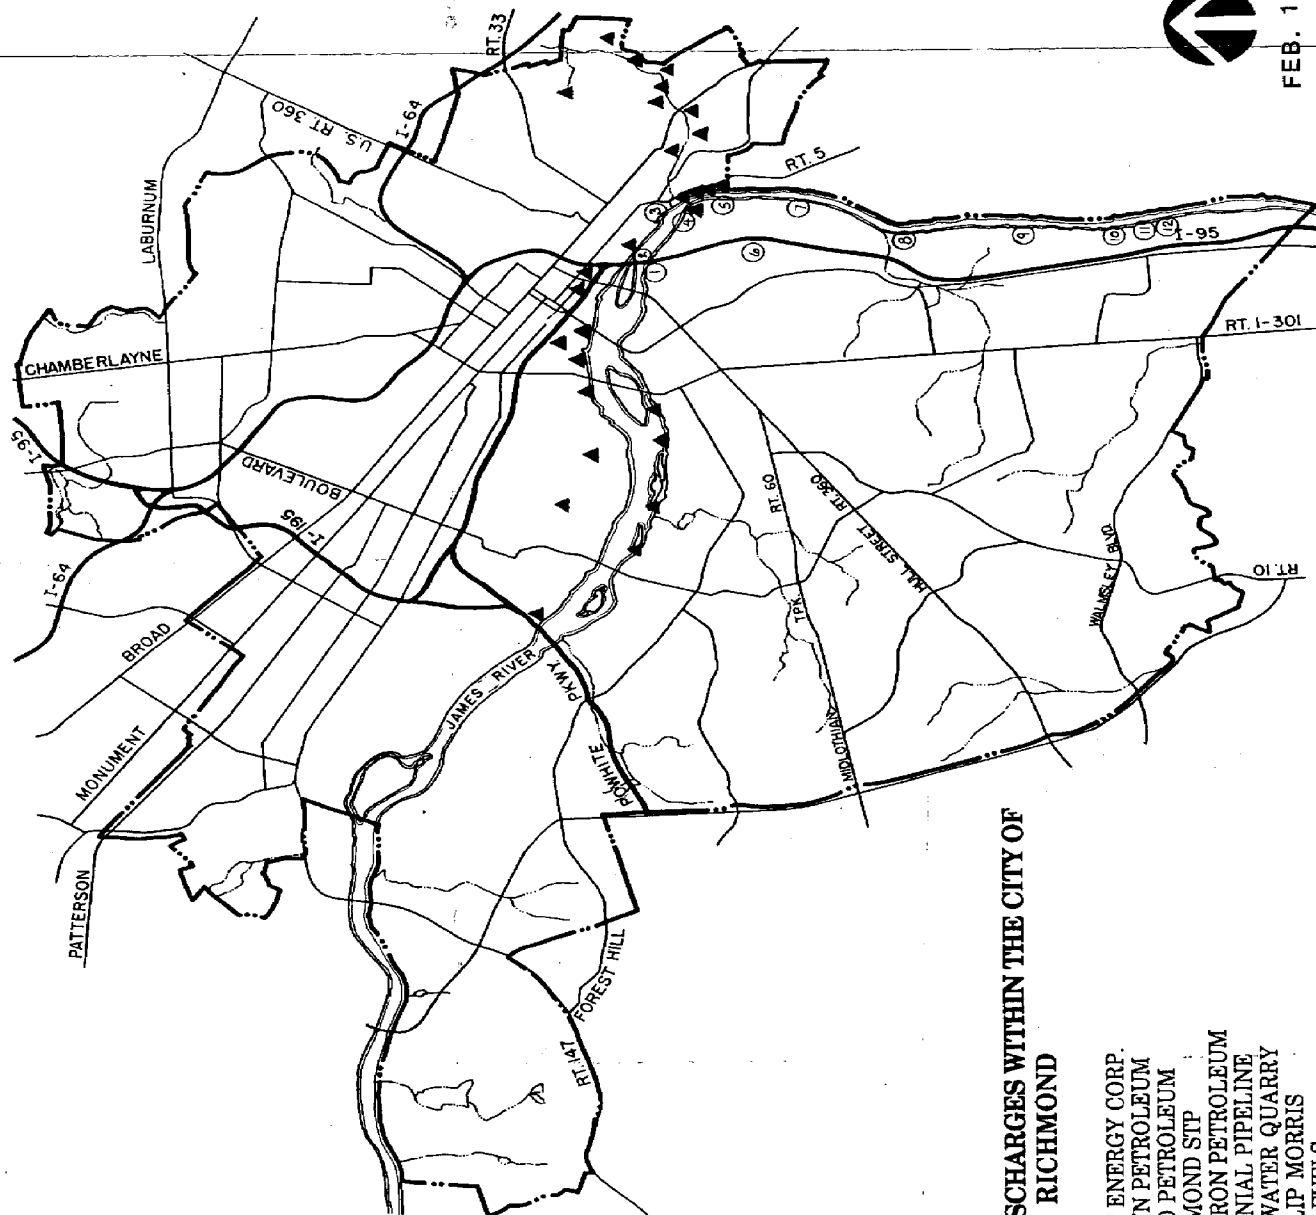 FEB. 1
RT. 33
I-64
U.S. RT. 360
LABURNUM
RT. 5
CHAMBERLAYNE
I-95
I-95
RT. 1-301
BOULEVARD
I-195
I-64
BROAD
MONUMENT
PATTERSON
JAMES RIVER
POWHITE PKWY.
RT. 60
MIDLOTHIAN TPK.
HULL STREET RT. 360
WALMSLEY BLVD.
RT. 10
FOREST HILL
RT. 147
1
3
4
5
6
7
8
9
10
11
12
SCHARGES WITHIN THE CITY OF
RICHMOND
ENERGY CORP.
N PETROLEUM
PETROLEUM
MOND STP
RON PETROLEUM
NIAL PIPELINE
WATER QUARRY
LIP MORRIS